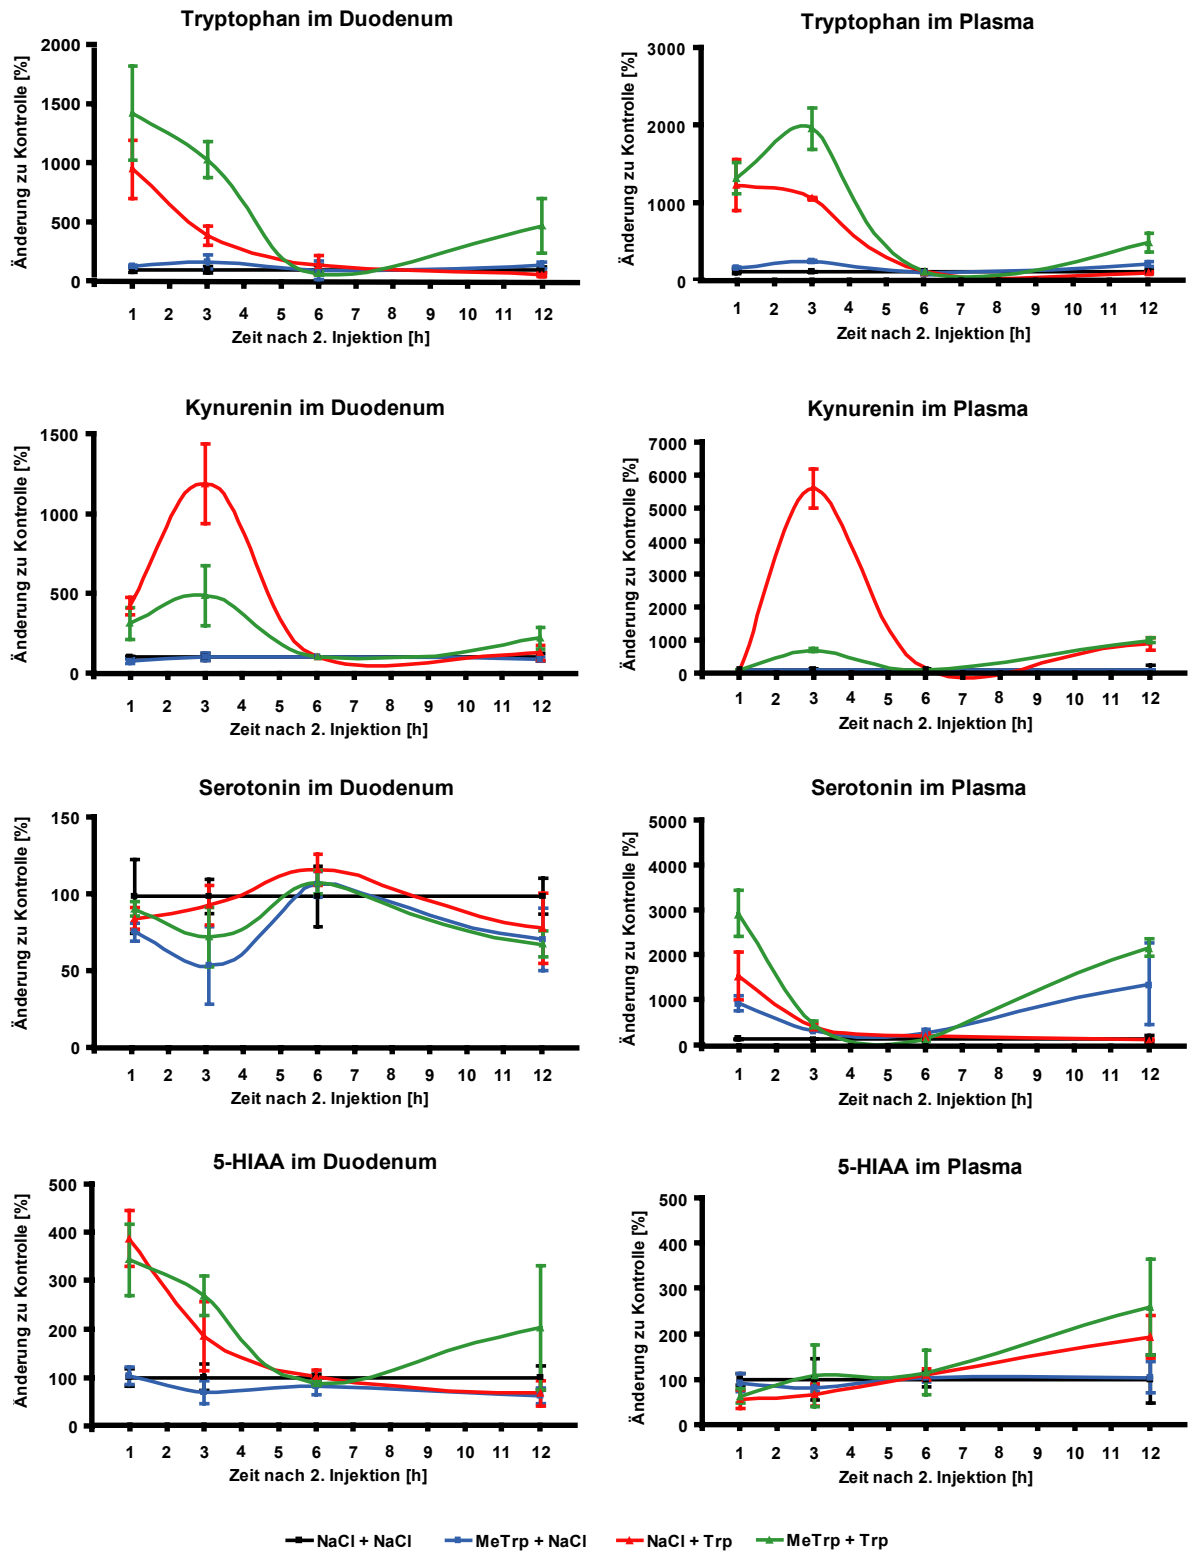 Tryptophan im Duodenum
Änderung zu Kontrolle [%]
2000
1500
1000
500
0
1 2 3 4 5 6 7 8 9 10 11 12
Zeit nach 2. Injektion [h]
Tryptophan im Plasma
Änderung zu Kontrolle [%]
3000
2000
1000
0
1 2 3 4 5 6 7 8 9 10 11 12
Zeit nach 2. Injektion [h]
Kynurenin im Duodenum
Änderung zu Kontrolle [%]
1500
1000
500
0
1 2 3 4 5 6 7 8 9 10 11 12
Zeit nach 2. Injektion [h]
Kynurenin im Plasma
Änderung zu Kontrolle [%]
7000
6000
5000
4000
3000
2000
1000
0
1 2 3 4 5 6 7 8 9 10 11 12
Zeit nach 2. Injektion [h]
Serotonin im Duodenum
Änderung zu Kontrolle [%]
150
100
50
0
1 2 3 4 5 6 7 8 9 10 11 12
Zeit nach 2. Injektion [h]
Serotonin im Plasma
Änderung zu Kontrolle [%]
5000
4000
3000
2000
1000
0
1 2 3 4 5 6 7 8 9 10 11 12
Zeit nach 2. Injektion [h]
5-HIAA im Duodenum
Änderung zu Kontrolle [%]
500
400
300
200
100
0
1 2 3 4 5 6 7 8 9 10 11 12
Zeit nach 2. Injektion [h]
5-HIAA im Plasma
Änderung zu Kontrolle [%]
500
400
300
200
100
0
1 2 3 4 5 6 7 8 9 10 11 12
Zeit nach 2. Injektion [h]
NaCl + NaCl MeTrp + NaCl NaCl + Trp MeTrp + Trp